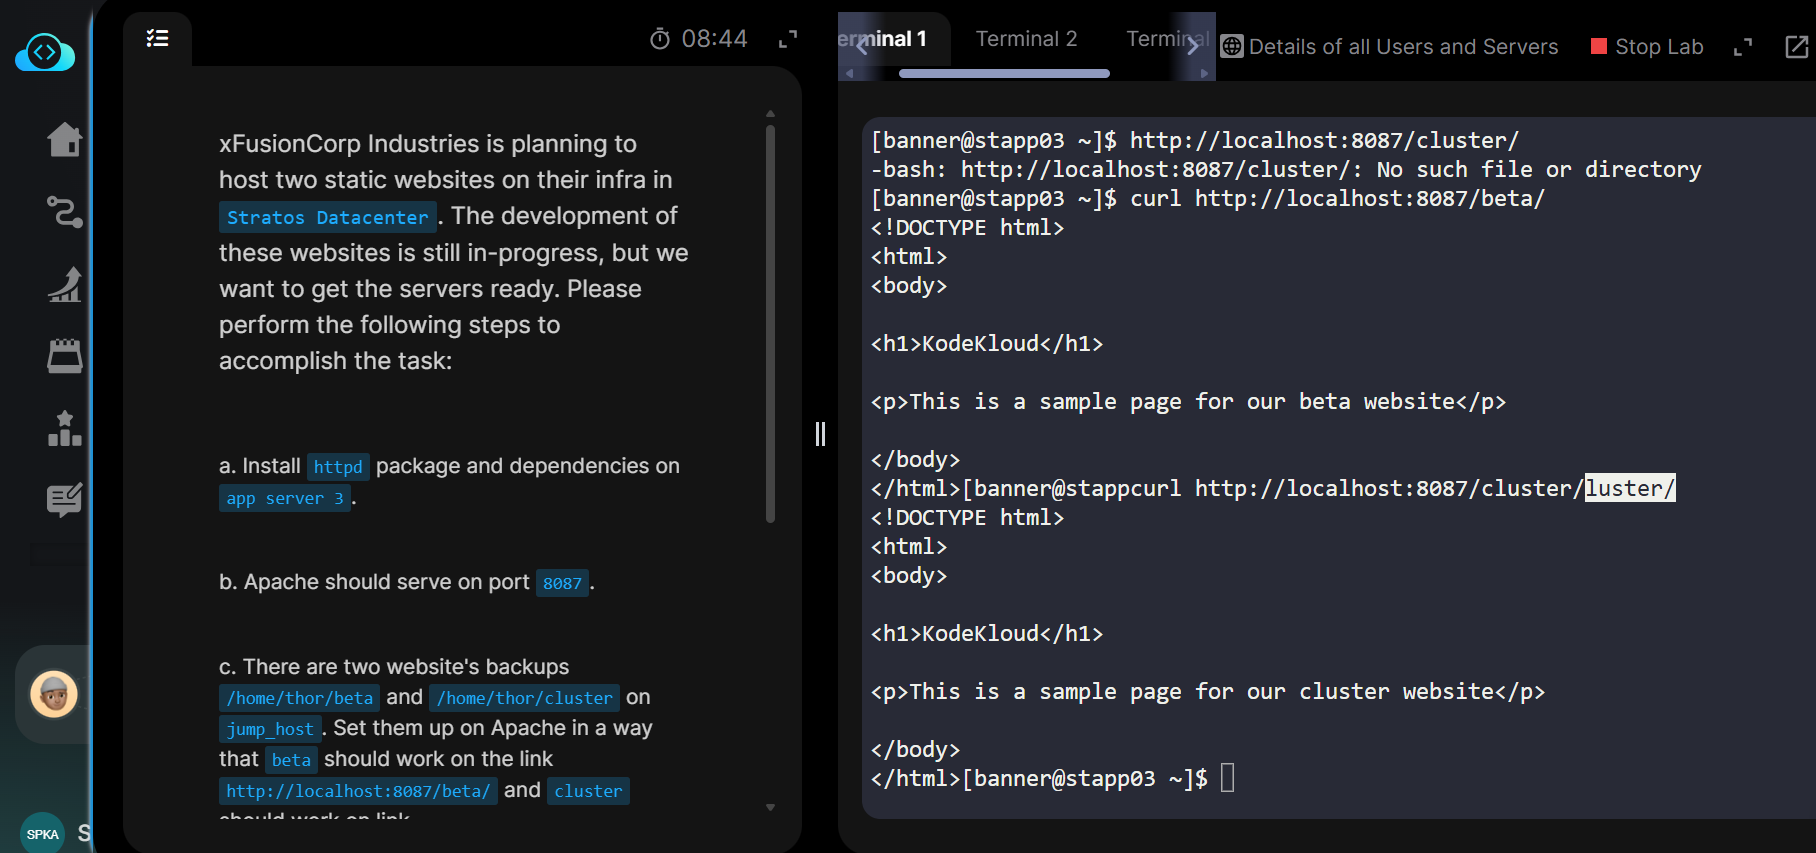 08:44
xFusionCorp Industries is planning to
host two static websites on their infra in
Stratos Datacenter. The development of
these websites is still in-progress, but we
want to get the servers ready. Please
perform the following steps to
accomplish the task:
a. Install httpd package and dependencies on
app server 3.
b. Apache should serve on port 8087.
c. There are two website's backups
/home/thor/beta and /home/thor/cluster on
jump_host. Set them up on Apache in a way
that beta should work on the link
http://localhost:8087/beta/ and cluster
should work on link
SPKA S
erminal 1 Terminal 2 Terminal
Details of all Users and Servers Stop Lab
[banner@stapp03 ~]$ http://localhost:8087/cluster/
-bash: http://localhost:8087/cluster/: No such file or directory
[banner@stapp03 ~]$ curl http://localhost:8087/beta/
<!DOCTYPE html>
<html>
<body>
<h1>KodeKloud</h1>
<p>This is a sample page for our beta website</p>
</body>
</html>[banner@stappcurl http://localhost:8087/cluster/luster/
<!DOCTYPE html>
<html>
<body>
<h1>KodeKloud</h1>
<p>This is a sample page for our cluster website</p>
</body>
</html>[banner@stapp03 ~]$